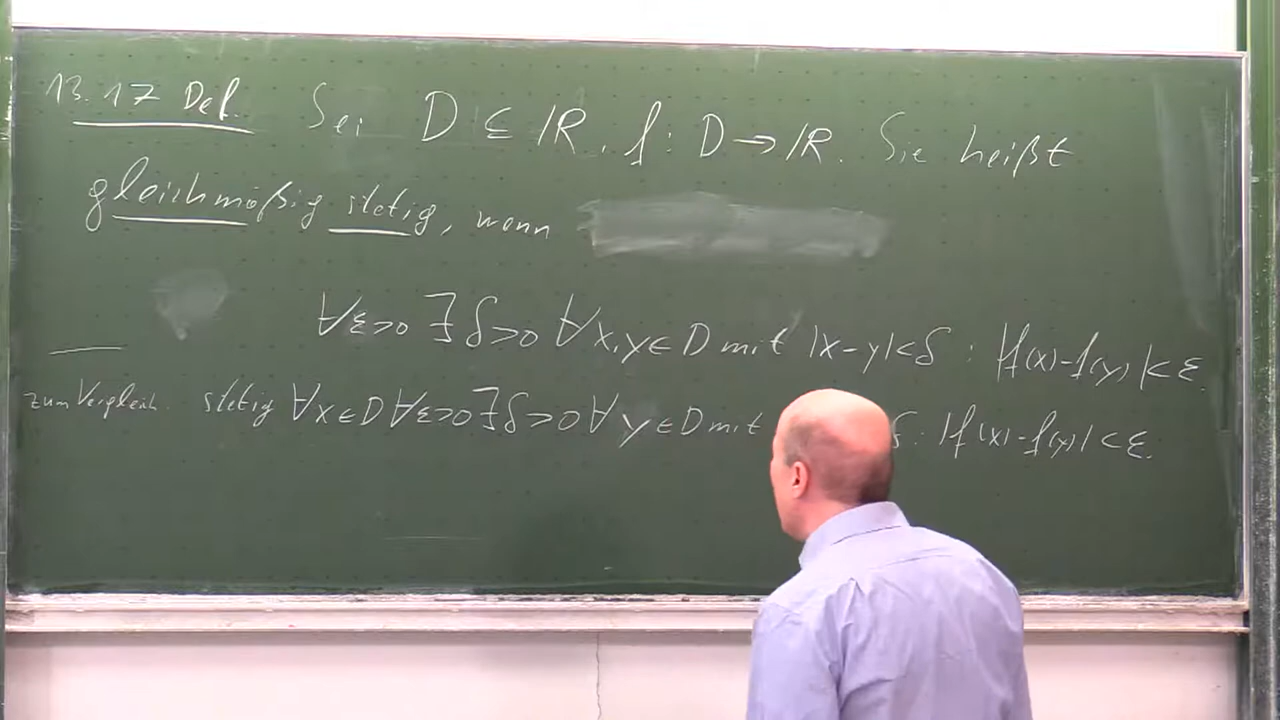 13.17 Def. Sei D ⊆ ℝ, f: D → ℝ. Sie heißt
gleichmäßig stetig, wenn
∀ε>0 ∃δ>0 ∀x,y∈D mit |x-y|<δ : |f(x)-f(y)|<ε.
zum Vergleich. stetig ∀x∈D ∀ε>0 ∃δ>0 ∀y∈D mit δ: |f(x)-f(y)|<ε.